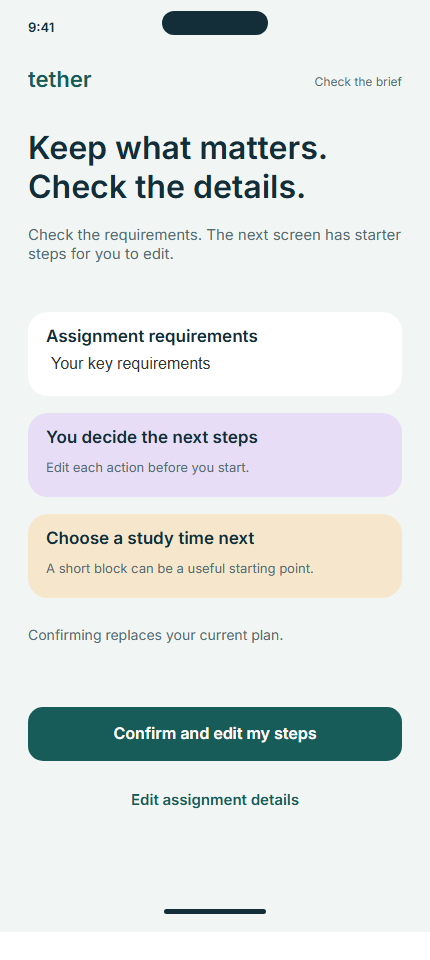 9:41
tether
Check the brief
Keep what matters.
Check the details.
Check the requirements. The next screen has starter
steps for you to edit.
Assignment requirements
Your key requirements
You decide the next steps
Edit each action before you start.
Choose a study time next
A short block can be a useful starting point.
Confirming replaces your current plan.
Confirm and edit my steps
Edit assignment details